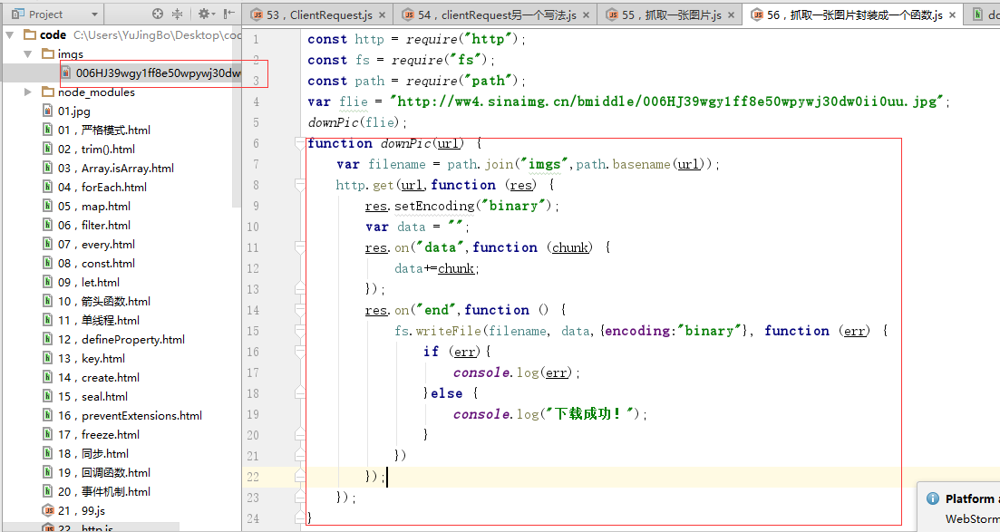 Project
53，ClientRequest.js
54，clientRequest另一个写法.js
55，抓取一张图片.js
56，抓取一张图片封装成一个函数.js
code C:\Users\YuJingBo\Desktop\cod
imgs
006HJ39wgy1ff8e50wpywj30dw
node_modules
01.jpg
01，严格模式.html
02，trim().html
03，Array.isArray.html
04，forEach.html
05，map.html
06，filter.html
07，every.html
08，const.html
09，let.html
10，箭头函数.html
11，单线程.html
12，defineProperty.html
13，key.html
14，create.html
15，seal.html
16，preventExtensions.html
17，freeze.html
18，同步.html
19，回调函数.html
20，事件机制.html
21，99.js
22，http.js
1 const http = require("http");
2 const fs = require("fs");
3 const path = require("path");
4 var flie = "http://ww4.sinaimg.cn/bmiddle/006HJ39wgy1ff8e50wpywj30dw0ii0uu.jpg";
5 downPic(flie);
6 function downPic(url) {
7 var filename = path.join("imgs",path.basename(url));
8 http.get(url,function (res) {
9 res.setEncoding("binary");
10 var data = "";
11 res.on("data",function (chunk) {
12 data+=chunk;
13 });
14 res.on("end",function () {
15 fs.writeFile(filename, data,{encoding:"binary"}, function (err) {
16 if (err){
17 console.log(err);
18 }else {
19 console.log("下载成功！");
20 }
21 })
22 });
23 });
24 }
Platform a
WebStorm